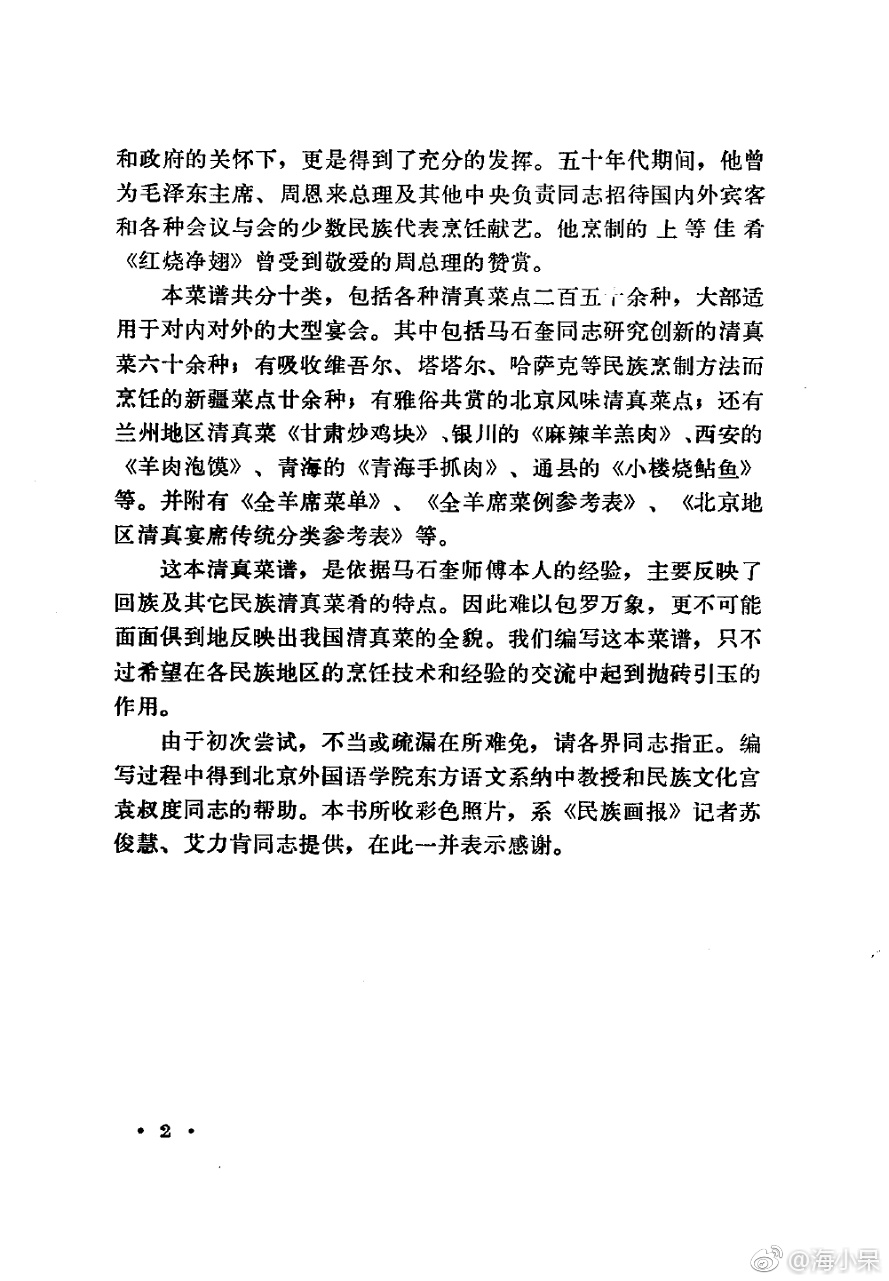 和政府的关怀下，更是得到了充分的发挥。五十年代期间，他曾
为毛泽东主席、周恩来总理及其他中央负责同志招待国内外宾客
和各种会议与会的少数民族代表烹饪献艺。他烹制的上等佳肴
《红烧净翅》曾受到敬爱的周总理的赞赏。
本菜谱共分十类，包括各种清真菜点二百五十余种，大部适
用于对内对外的大型宴会。其中包括马石奎同志研究创新的清真
菜六十余种；有吸收维吾尔、塔塔尔、哈萨克等民族烹制方法而
烹饪的新疆菜点廿余种；有雅俗共赏的北京风味清真菜点；还有
兰州地区清真菜《甘肃炒鸡块》、银川的《麻辣羊羔肉》、西安的
《羊肉泡馍》、青海的《青海手抓肉》、通县的《小楼烧鲇鱼》
等。并附有《全羊席菜单》、《全羊席菜例参考表》、《北京地
区清真宴席传统分类参考表》等。
这本清真菜谱，是依据马石奎师傅本人的经验，主要反映了
回族及其它民族清真菜肴的特点。因此难以包罗万象，更不可能
面面俱到地反映出我国清真菜的全貌。我们编写这本菜谱，只不
过希望在各民族地区的烹饪技术和经验的交流中起到抛砖引玉的
作用。
由于初次尝试，不当或疏漏在所难免，请各界同志指正。编
写过程中得到北京外国语学院东方语文系纳中教授和民族文化宫
袁叔度同志的帮助。本书所收彩色照片，系《民族画报》记者苏
俊慧、艾力肯同志提供，在此一并表示感谢。
• 2 •
@海小呆